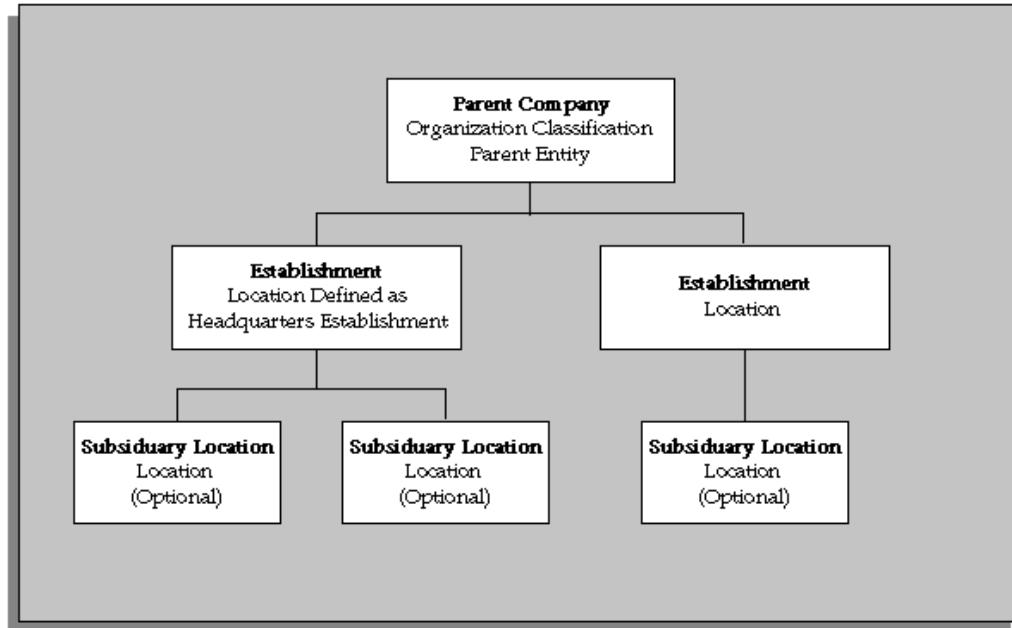 Parent Company
Organization Classification
Parent Entity
Establishment
Location Defined as
Headquarters Establishment
Establishment
Location
Subsiduary Location
Location
(Optional)
Subsiduary Location
Location
(Optional)
Subsiduary Location
Location
(Optional)